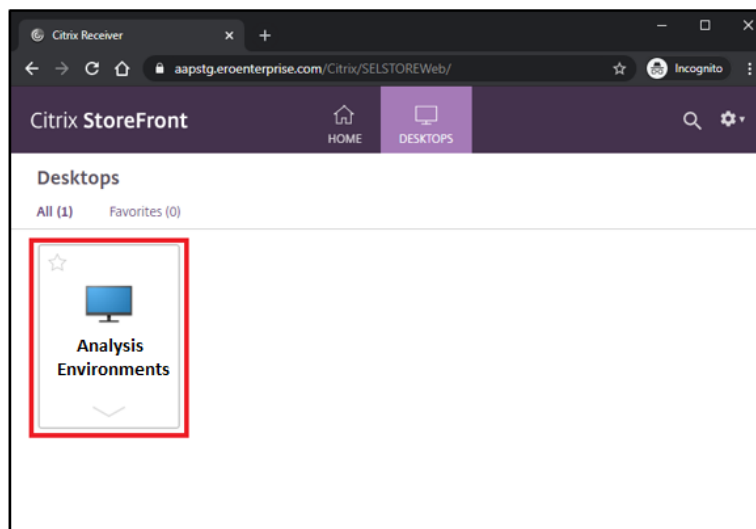 Citrix Receiver
aapstg.eroenterprise.com/Citrix/SELSTOREWeb/
Incognito
Citrix StoreFront
HOME
DESKTOPS
Desktops
All (1)
Favorites (0)
Analysis
Environments